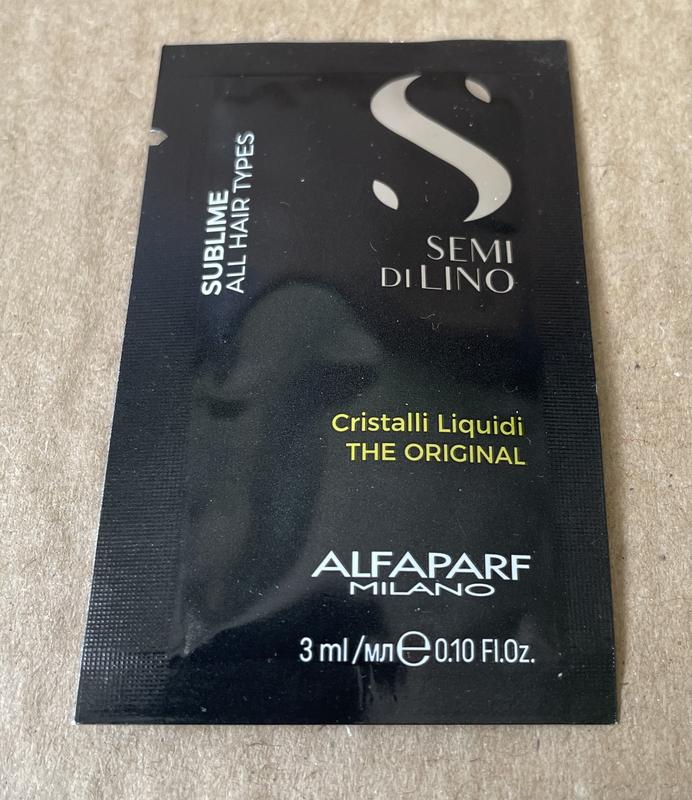 SUBLIME
ALL HAIR TYPES
SEMI
DI LINO
Cristalli Liquidi
THE ORIGINAL
ALFAPARF
MILANO
3 ml /мл ℮ 0.10 Fl.Oz.